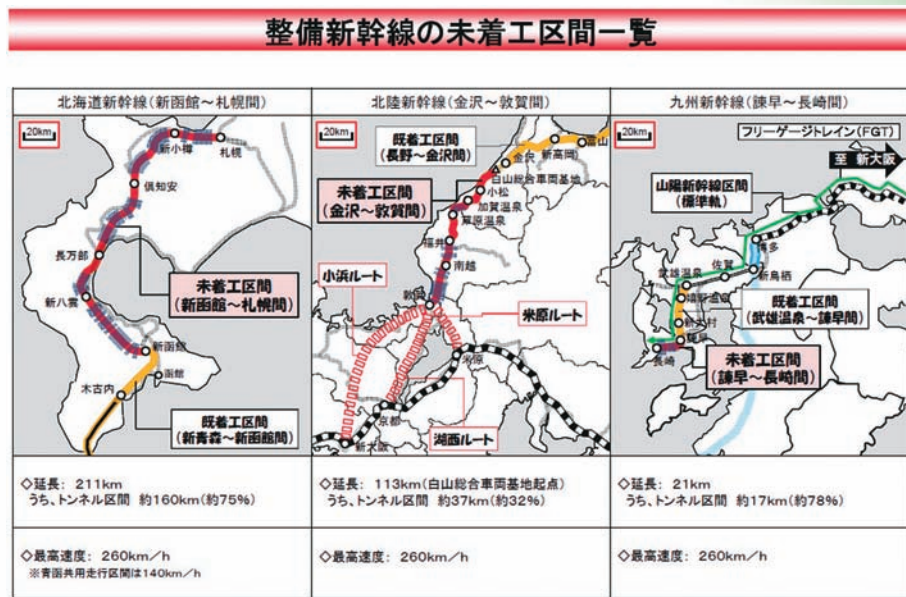 整備新幹線の未着工区間一覧
北海道新幹線(新函館～札幌間)
20km
新小樽
札幌
倶知安
長万部
新八雲
未着工区間
(新函館～札幌間)
新函館
函館
木古内
既着工区間
(新青森～新函館間)
◇延長: 211km
うち、トンネル区間 約160km(約75%)
◇最高速度: 260km/h
※青函共用走行区間は140km/h
北陸新幹線(金沢～敦賀間)
20km
既着工区間
(長野～金沢間)
金沢
新高岡
富山
白山総合車両基地
未着工区間
(金沢～敦賀間)
小松
加賀温泉
芦原温泉
福井
南越
小浜ルート
敦賀
米原ルート
米原
京都
新大阪
湖西ルート
◇延長: 113km(白山総合車両基地起点)
うち、トンネル区間 約37km(約32%)
◇最高速度: 260km/h
九州新幹線(諫早～長崎間)
20km
フリーゲージトレイン(FGT)
至 新大阪
山陽新幹線区間
(標準軌)
博多
佐賀
新鳥栖
武雄温泉
嬉野温泉
既着工区間
(武雄温泉～諫早間)
新大村
諫早
長崎
未着工区間
(諫早～長崎間)
◇延長: 21km
うち、トンネル区間 約17km(約78%)
◇最高速度: 260km/h